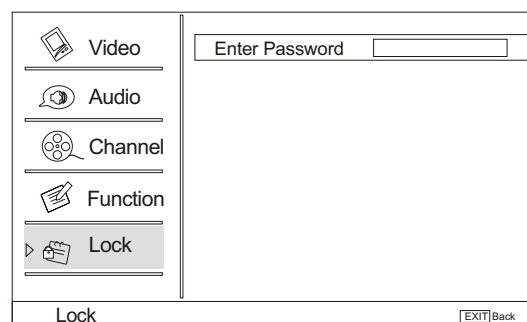 Video
Audio
Channel
Function
Lock
Enter Password
Lock
EXIT Back